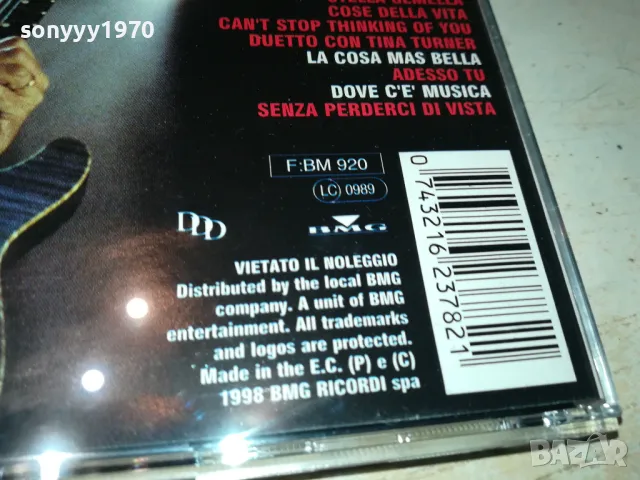 sonyyy1970
STELLA GEMELLA
COSE DELLA VITA
CAN'T STOP THINKING OF YOU
DUETTO CON TINA TURNER
LA COSA MAS BELLA
ADESSO TU
DOVE C'E' MUSICA
SENZA PERDERCI DI VISTA
F:BM 920
LC 0989
DDD
BMG
0 743216 237821
VIETATO IL NOLEGGIO
Distributed by the local BMG
company. A unit of BMG
entertainment. All trademarks
and logos are protected.
Made in the E.C. (P) e (C)
1998 BMG RICORDI spa
BAZAR